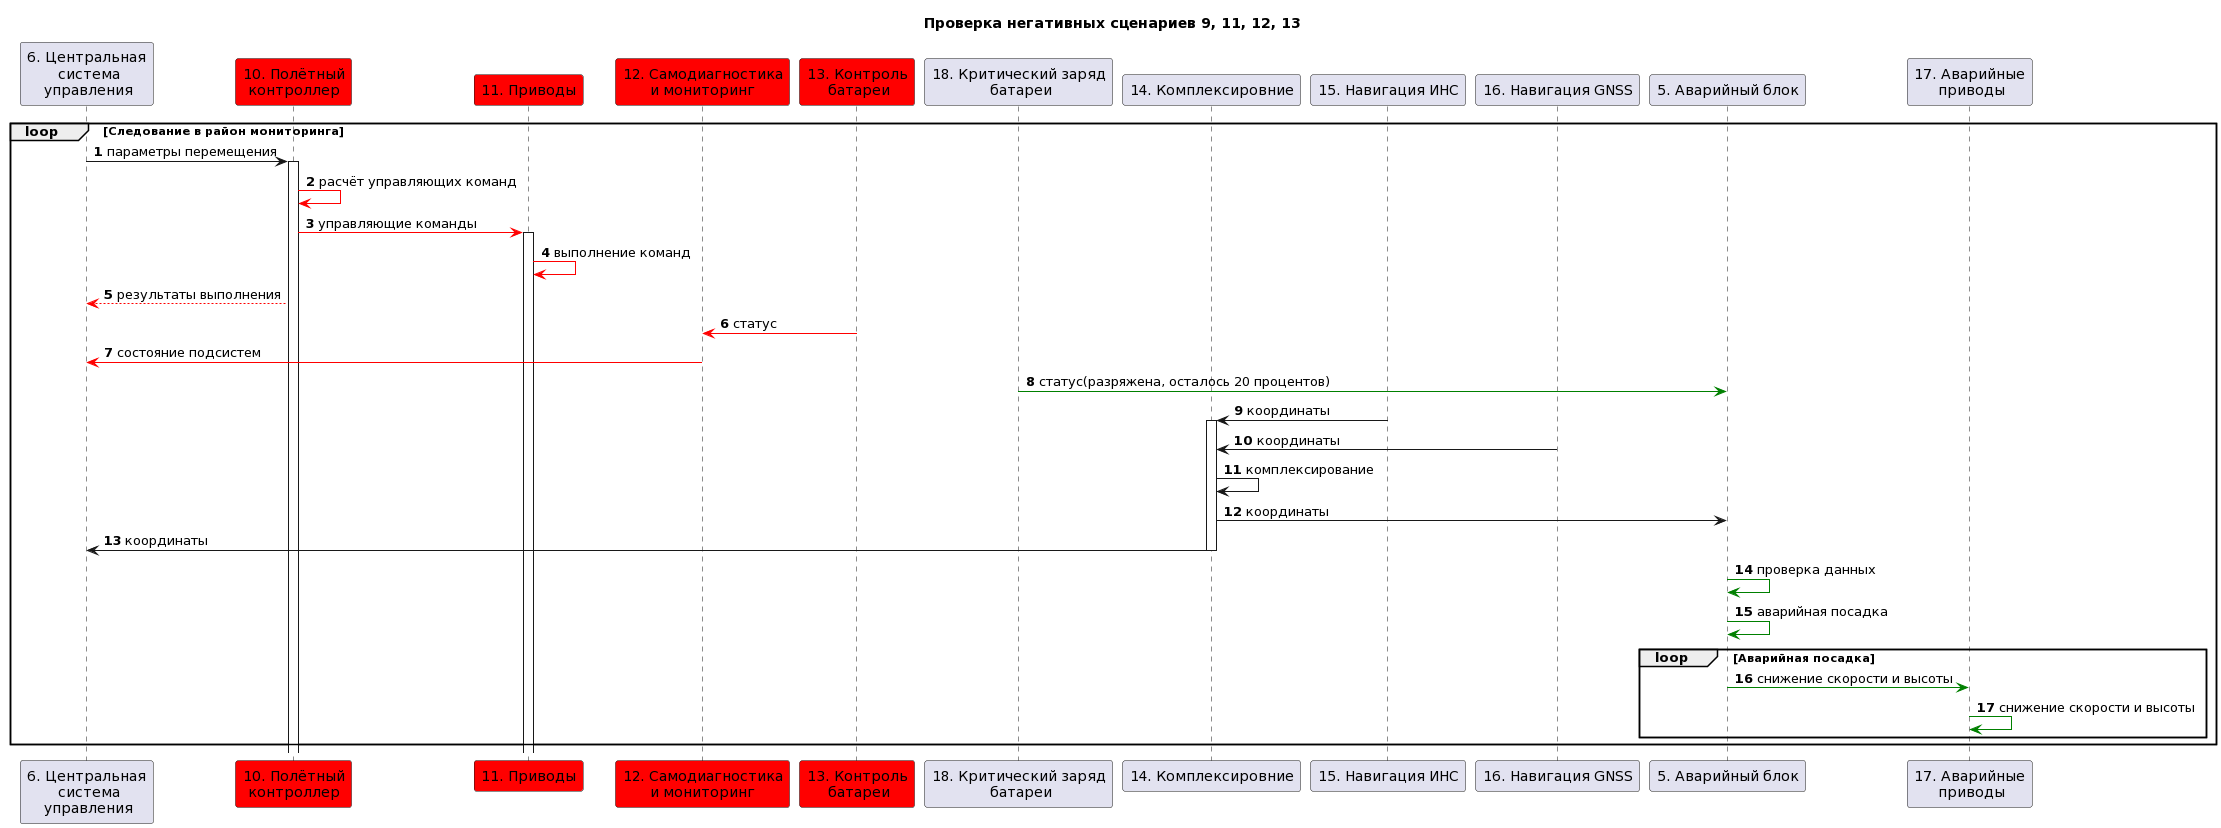 Проверка негативных сценариев 9, 11, 12, 13
6. Центральная
система
управления
10. Полётный
контроллер
11. Приводы
12. Самодиагностика
и мониторинг
13. Контроль
батареи
18. Критический заряд
батареи
14. Комплексировние
15. Навигация ИНС
16. Навигация GNSS
5. Аварийный блок
17. Аварийные
приводы
loop [Следование в район мониторинга]
1 параметры перемещения
2 расчёт управляющих команд
3 управляющие команды
4 выполнение команд
5 результаты выполнения
6 статус
7 состояние подсистем
8 статус(разряжена, осталось 20 процентов)
9 координаты
10 координаты
11 комплексирование
12 координаты
13 координаты
14 проверка данных
15 аварийная посадка
loop [Аварийная посадка]
16 снижение скорости и высоты
17 снижение скорости и высоты
6. Центральная
система
управления
10. Полётный
контроллер
11. Приводы
12. Самодиагностика
и мониторинг
13. Контроль
батареи
18. Критический заряд
батареи
14. Комплексировние
15. Навигация ИНС
16. Навигация GNSS
5. Аварийный блок
17. Аварийные
приводы